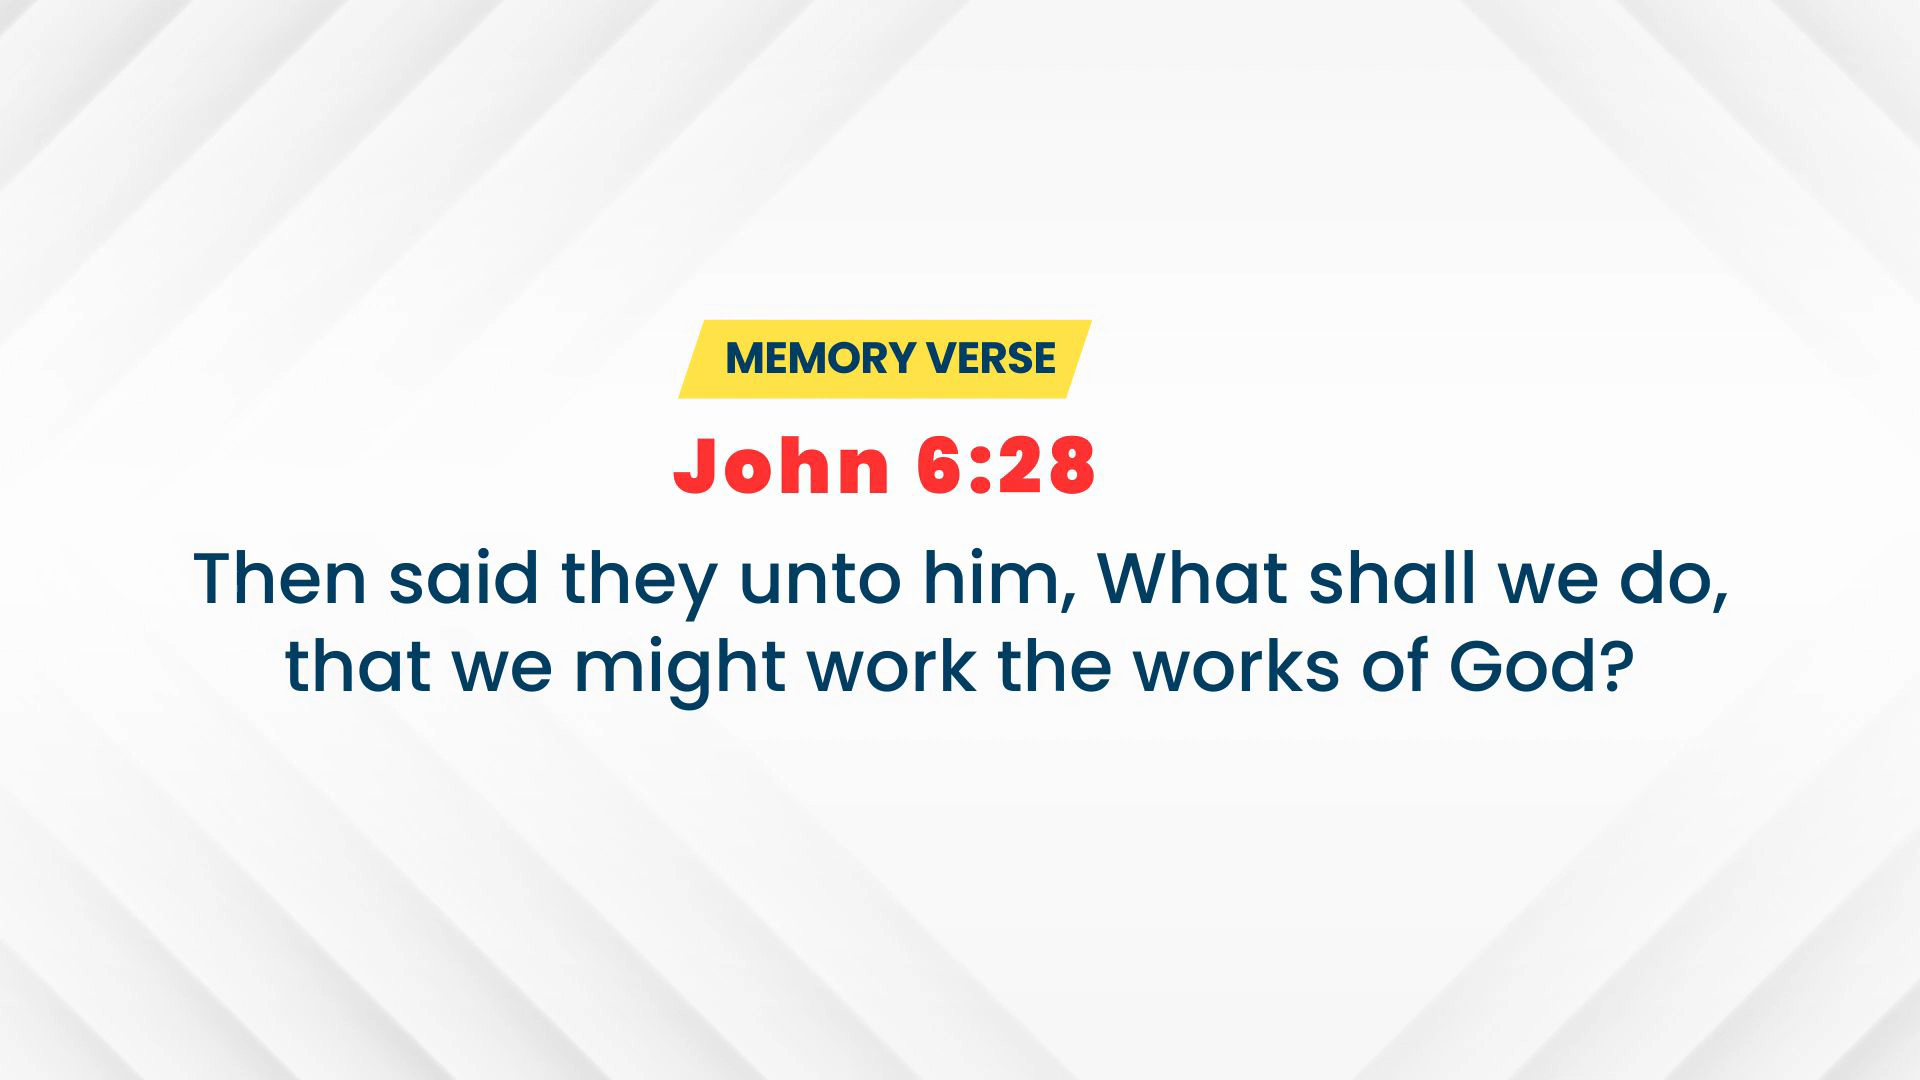 MEMORY VERSE
John 6:28
Then said they unto him, What shall we do,
that we might work the works of God?